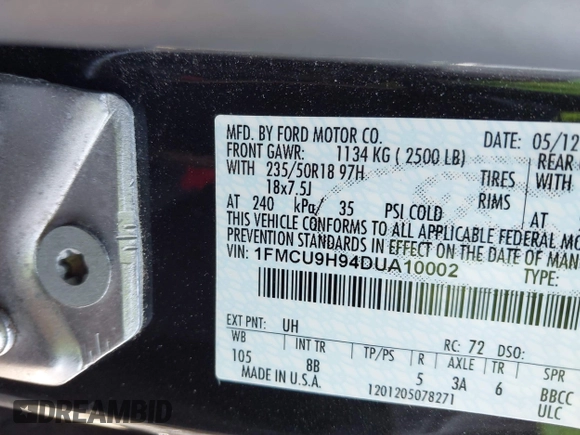 MFD. BY FORD MOTOR CO.
DATE: 05/12
FRONT GAWR: 1134 KG ( 2500 LB)
REAR
WITH 235/50R18 97H TIRES
WITH
18x7.5J RIMS
AT 240 kPa/ 35 PSI COLD
AT
THIS VEHICLE CONFORMS TO ALL APPLICABLE FEDERAL MO
PREVENTION STANDARDS IN EFFECT ON THE DATE OF MAN
VIN: 1FMCU9H94DUA10002
TYPE:
EXT PNT: UH
RC: 72 DSO:
WB INT TR TP/PS R AXLE TR SPR
105 BB 5 3A 6 BBCC
MADE IN U.S.A. 1201205078271 ULC
DREAMBID